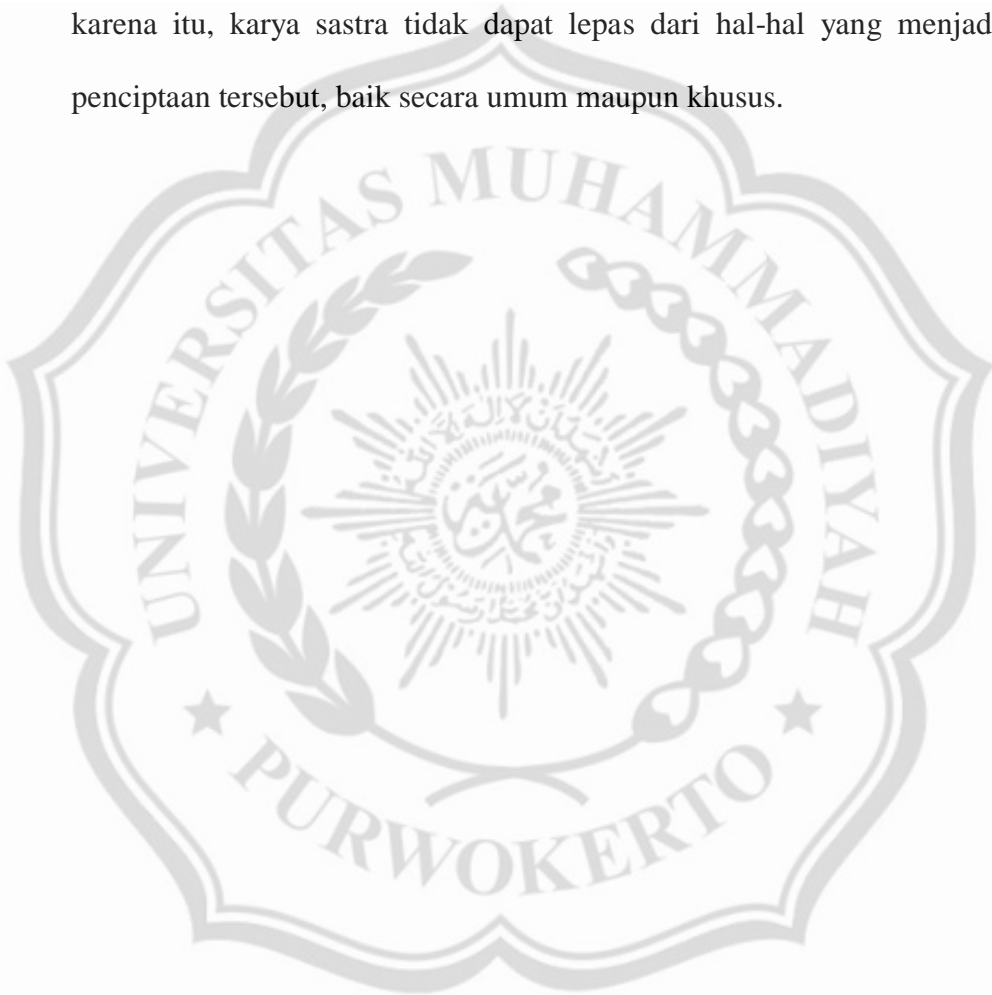 karena itu, karya sastra tidak dapat lepas dari hal-hal yang menjad
penciptaan tersebut, baik secara umum maupun khusus.
UNIVERSITAS MUHAMMADIYAH
PURWOKERTO
محمد